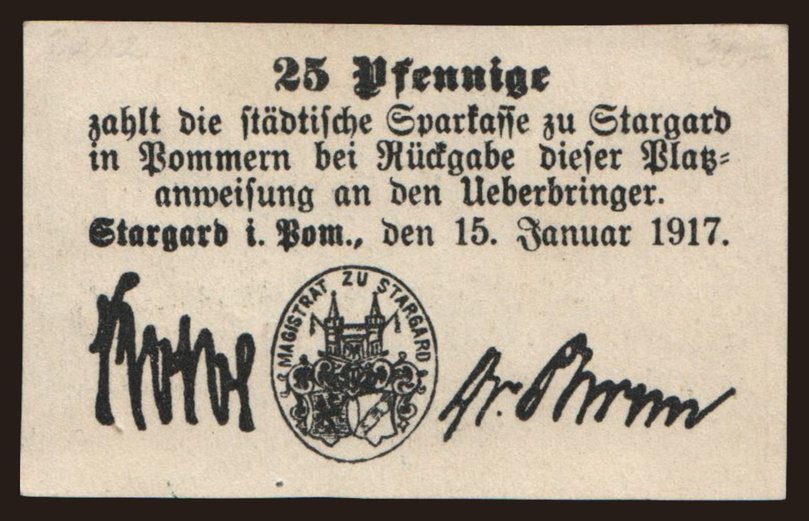 25 Pfennige
zahlt die städtische Sparkasse zu Stargard
in Pommern bei Rückgabe dieser Platz=
anweisung an den Ueberbringer.
Stargard i. Pom., den 15. Januar 1917.
MAGISTRAT ZU STARGARD
Dr.